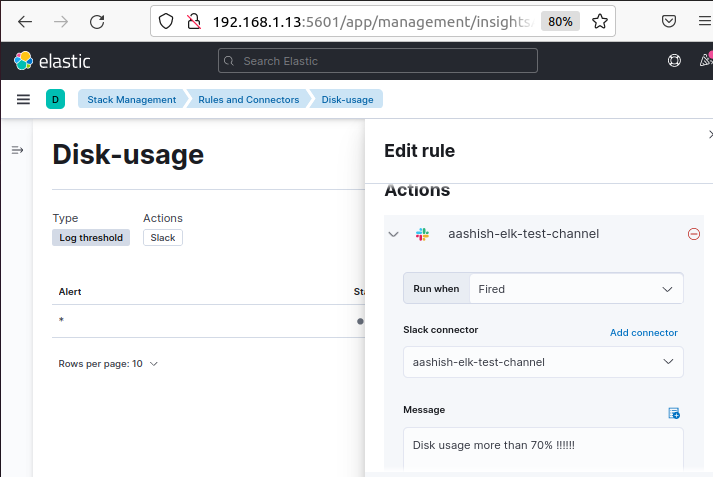 192.168.1.13:5601/app/management/insights
80%
elastic
Search Elastic
D
Stack Management
Rules and Connectors
Disk-usage
Disk-usage
Type
Actions
Log threshold
Slack
Alert
*
Rows per page: 10
Edit rule
Actions
aashish-elk-test-channel
Run when
Fired
Slack connector
Add connector
aashish-elk-test-channel
Message
Disk usage more than 70% !!!!!!